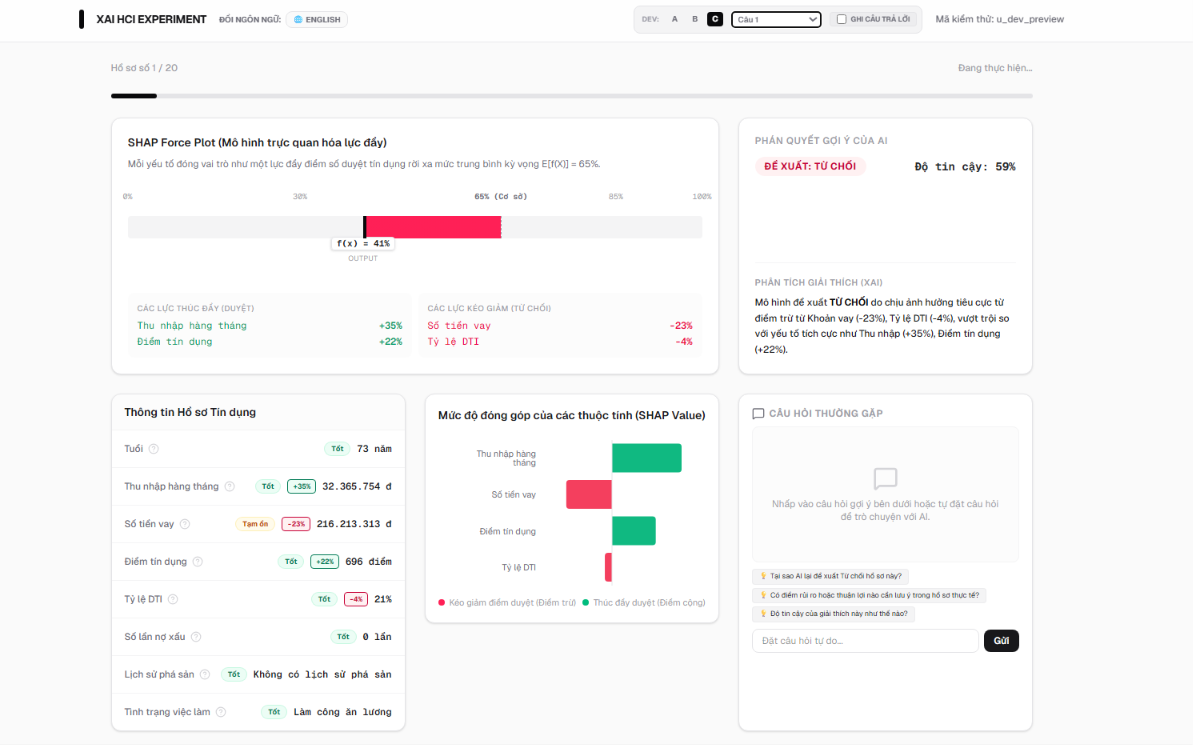 XAI HCI EXPERIMENT
ĐỔI NGÔN NGỮ:
🌐 ENGLISH
DEV:
A
B
C
Câu 1
GHI CÂU TRẢ LỜI
Mã kiểm thử: u_dev_preview
Hồ sơ số 1 / 20
Đang thực hiện...
SHAP Force Plot (Mô hình trực quan hóa lực đẩy)
Mỗi yếu tố đóng vai trò như một lực đẩy điểm số duyệt tín dụng rời xa mức trung bình kỳ vọng E[f(X)] = 65%.
0%
30%
65% (Cơ sở)
85%
100%
f(x) = 41%
OUTPUT
CÁC LỰC THÚC ĐẨY (DUYỆT)
Thu nhập hàng tháng +35%
Điểm tín dụng +22%
CÁC LỰC KÉO GIẢM (TỪ CHỐI)
Số tiền vay -23%
Tỷ lệ DTI -4%
PHÁN QUYẾT GỢI Ý CỦA AI
ĐỀ XUẤT: TỪ CHỐI
Độ tin cậy: 59%
PHÂN TÍCH GIẢI THÍCH (XAI)
Mô hình đề xuất TỪ CHỐI do chịu ảnh hưởng tiêu cực từ
điểm trừ từ Khoản vay (-23%), Tỷ lệ DTI (-4%), vượt trội so
với yếu tố tích cực như Thu nhập (+35%), Điểm tín dụng
(+22%).
Thông tin Hồ sơ Tín dụng
Tuổi ? Tốt 73 năm
Thu nhập hàng tháng ? Tốt +35% 32.365.754 đ
Số tiền vay ? Tạm ổn -23% 216.213.313 đ
Điểm tín dụng ? Tốt +22% 696 điểm
Tỷ lệ DTI ? Tốt -4% 21%
Số lần nợ xấu ? Tốt 0 lần
Lịch sử phá sản ? Tốt Không có lịch sử phá sản
Tình trạng việc làm ? Tốt Làm công ăn lương
Mức độ đóng góp của các thuộc tính (SHAP Value)
Thu nhập hàng
tháng
Số tiền vay
Điểm tín dụng
Tỷ lệ DTI
Kéo giảm điểm duyệt (Điểm trừ)
Thúc đẩy duyệt (Điểm cộng)
CÂU HỎI THƯỜNG GẶP
Nhấp vào câu hỏi gợi ý bên dưới hoặc tự đặt câu hỏi
để trò chuyện với AI.
💡 Tại sao AI lại đề xuất Từ chối hồ sơ này?
💡 Có điểm rủi ro hoặc thuận lợi nào cần lưu ý trong hồ sơ thực tế?
💡 Độ tin cậy của giải thích này như thế nào?
Đặt câu hỏi tự do...
Gửi